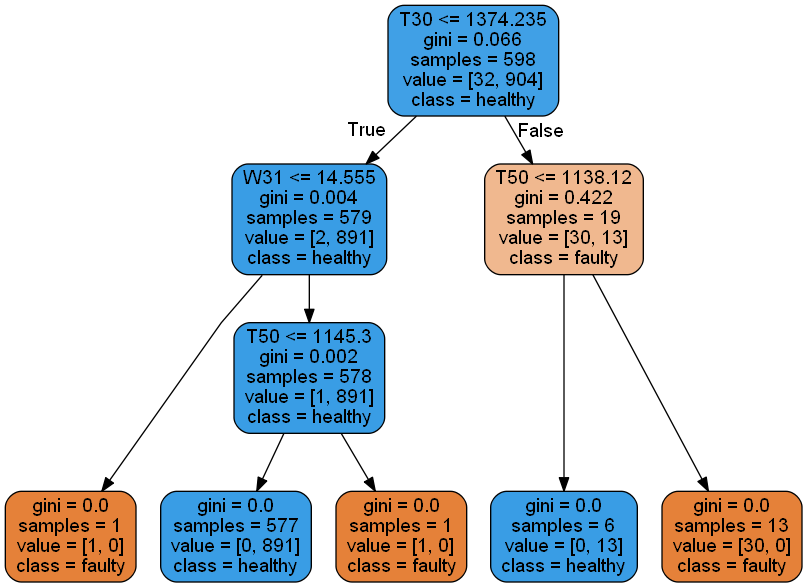 T30 <= 1374.235
gini = 0.066
samples = 598
value = [32, 904]
class = healthy
True
False
W31 <= 14.555
gini = 0.004
samples = 579
value = [2, 891]
class = healthy
T50 <= 1138.12
gini = 0.422
samples = 19
value = [30, 13]
class = faulty
T50 <= 1145.3
gini = 0.002
samples = 578
value = [1, 891]
class = healthy
gini = 0.0
samples = 1
value = [1, 0]
class = faulty
gini = 0.0
samples = 577
value = [0, 891]
class = healthy
gini = 0.0
samples = 1
value = [1, 0]
class = faulty
gini = 0.0
samples = 6
value = [0, 13]
class = healthy
gini = 0.0
samples = 13
value = [30, 0]
class = faulty